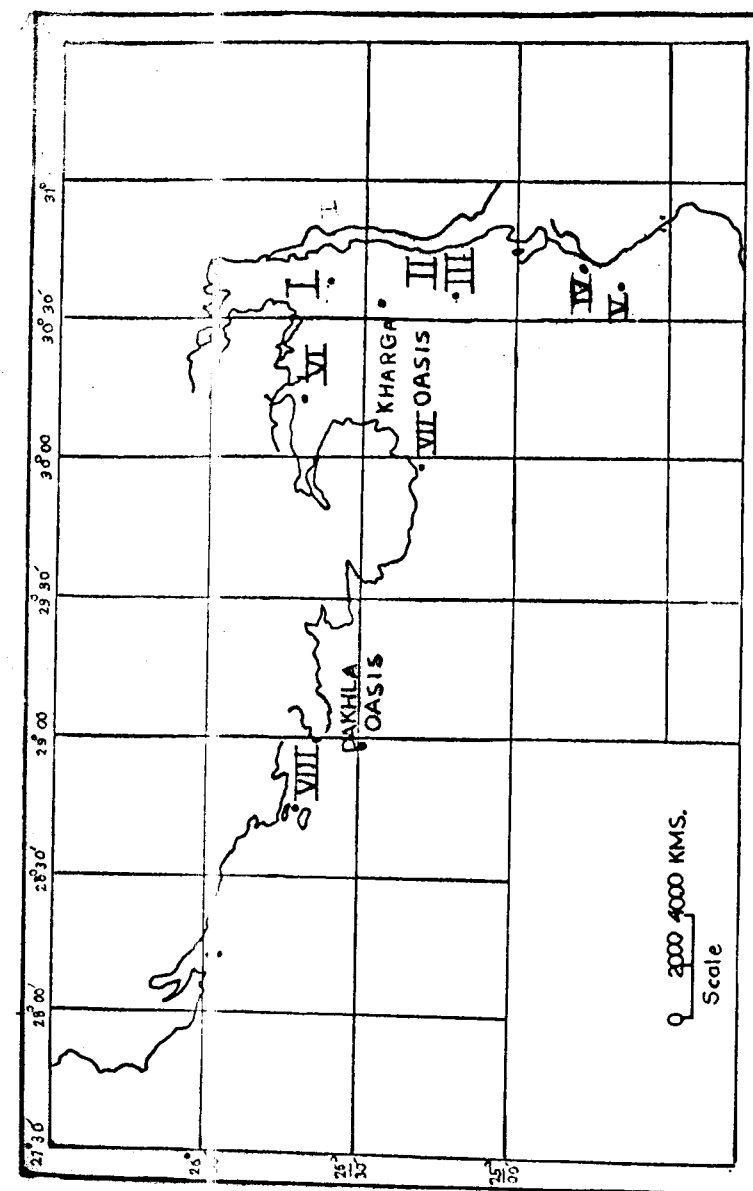 27°30'
28°00'
28°30'
29°00'
29°30'
30°00'
30°30'
31°
26°
25°
30'
25°
00'
I
II
III
IV
V
VI
KHARGA
VII OASIS
VIII
DAKHLA
OASIS
0 2000 4000 KMS.
Scale